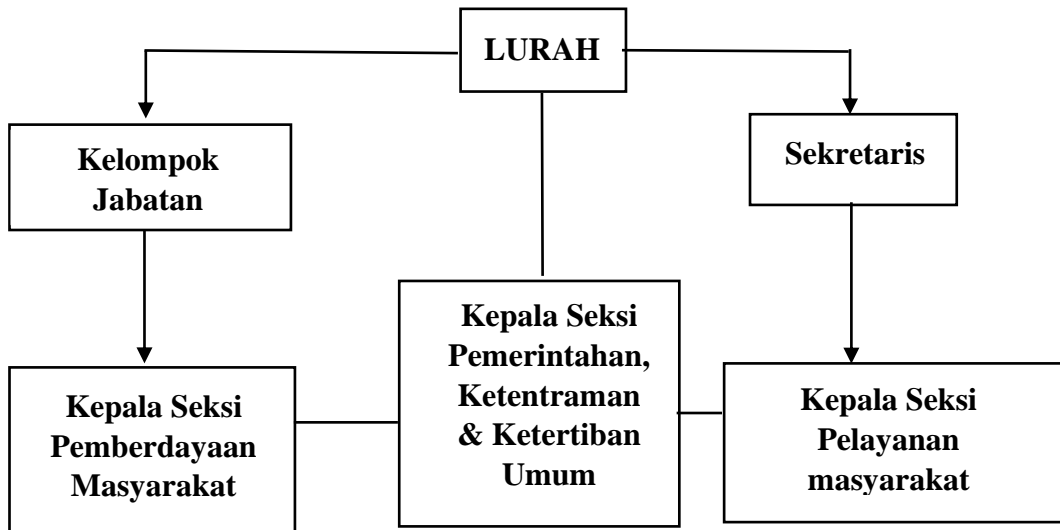 LURAH
Kelompok
Jabatan
Sekretaris
Kepala Seksi
Pemberdayaan
Masyarakat
Kepala Seksi
Pemerintahan,
Ketentraman
& Ketertiban
Umum
Kepala Seksi
Pelayanan
masyarakat